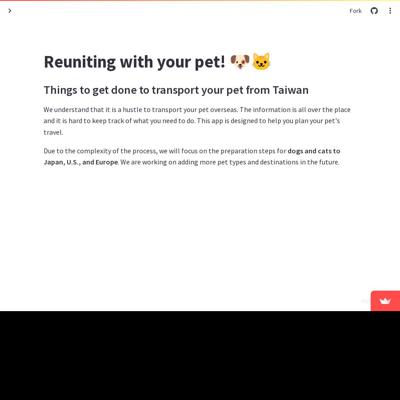 Fork
Reuniting with your pet! 🐶🐱
Things to get done to transport your pet from Taiwan
We understand that it is a hustle to transport your pet overseas. The information is all over the place
and it is hard to keep track of what you need to do. This app is designed to help you plan your pet's
travel.
Due to the complexity of the process, we will focus on the preparation steps for dogs and cats to
Japan, U.S., and Europe. We are working on adding more pet types and destinations in the future.